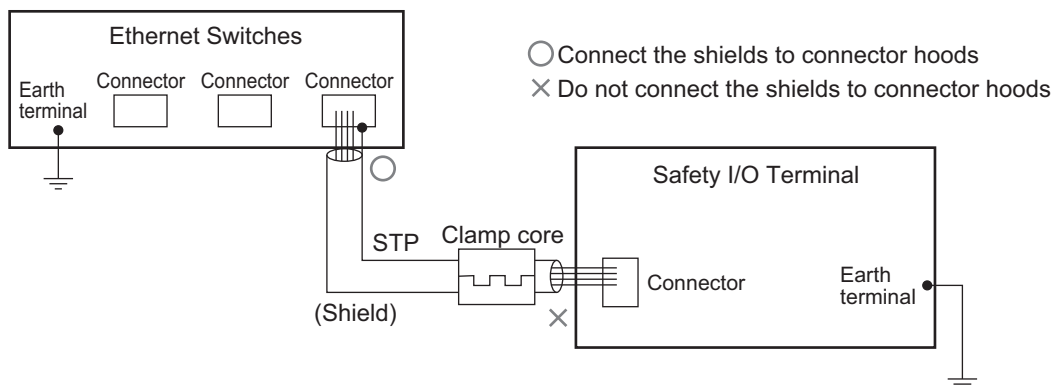 Ethernet Switches
Earth
terminal
Connector
Connector
Connector
Connect the shields to connector hoods
Do not connect the shields to connector hoods
STP
(Shield)
Clamp core
Safety I/O Terminal
Connector
Earth
terminal